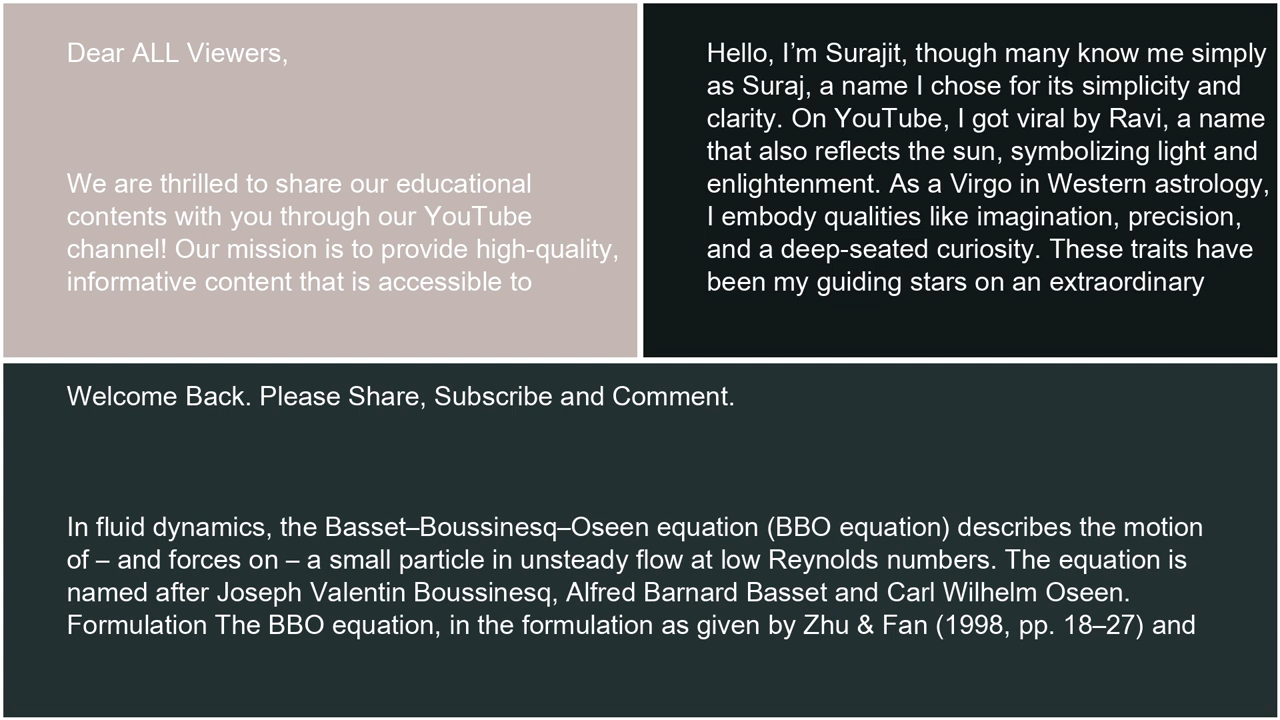 Dear ALL Viewers,
We are thrilled to share our educational
contents with you through our YouTube
channel! Our mission is to provide high-quality,
informative content that is accessible to
Hello, I’m Surajit, though many know me simply
as Suraj, a name I chose for its simplicity and
clarity. On YouTube, I got viral by Ravi, a name
that also reflects the sun, symbolizing light and
enlightenment. As a Virgo in Western astrology,
I embody qualities like imagination, precision,
and a deep-seated curiosity. These traits have
been my guiding stars on an extraordinary
Welcome Back. Please Share, Subscribe and Comment.
In fluid dynamics, the Basset–Boussinesq–Oseen equation (BBO equation) describes the motion
of – and forces on – a small particle in unsteady flow at low Reynolds numbers. The equation is
named after Joseph Valentin Boussinesq, Alfred Barnard Basset and Carl Wilhelm Oseen.
Formulation The BBO equation, in the formulation as given by Zhu & Fan (1998, pp. 18–27) and